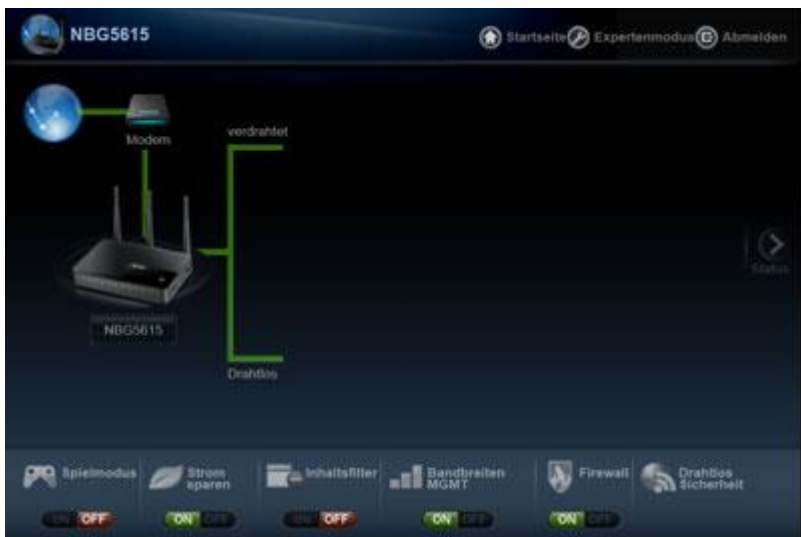 NBG5615
Startseite Expertenmodus Abmelden
Modem
verdrahtet
Status
NBG5615
Drahtlos
Spielmodus
Strom
sparen
Inhaltsfilter
Bandbreiten
MGMT
Firewall
Drahtlos
Sicherheit
ON OFF
ON OFF
ON OFF
ON OFF
ON OFF